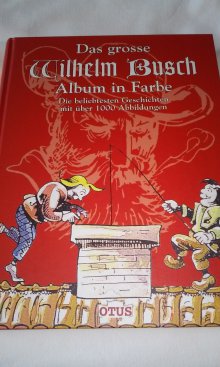 Das grosse
Wilhelm Busch
Album in Farbe
Die beliebtesten Geschichten
mit über 1000 Abbildungen
OTUS